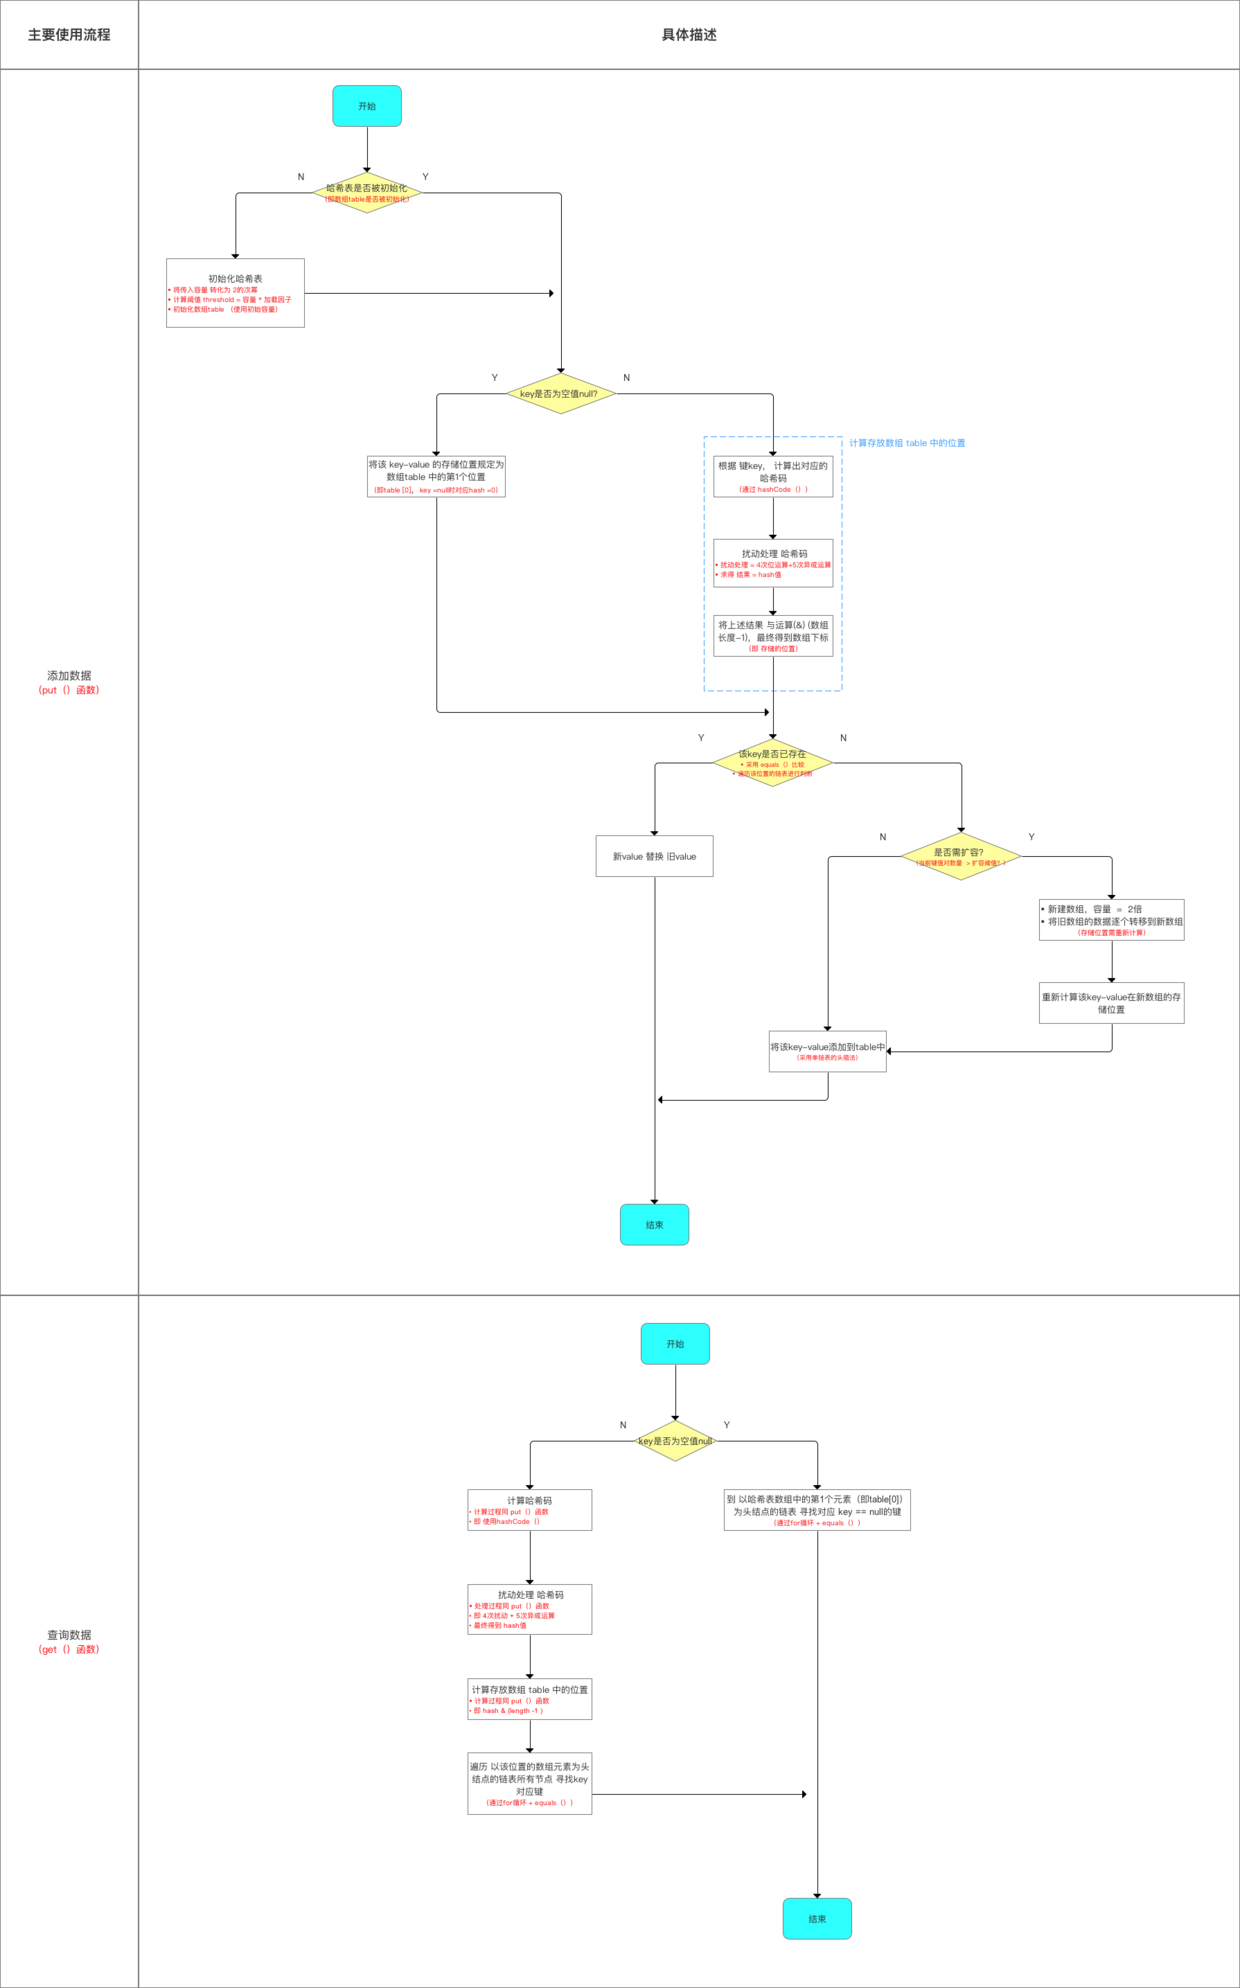 主要使用流程
具体描述
添加数据
（put（）函数）
开始
N
Y
哈希表是否被初始化
（即数组table是否被初始化）
初始化哈希表
• 将传入容量 转化为 2的次幂
• 计算阈值 threshold = 容量 * 加载因子
• 初始化数组table （使用初始容量）
Y
N
key是否为空值null?
将该 key-value 的存储位置规定为
数组table 中的第1个位置
（即table [0]， key =null时对应hash =0）
计算存放数组 table 中的位置
根据 键key， 计算出对应的
哈希码
（通过 hashCode（））
扰动处理 哈希码
• 扰动处理 = 4次位运算+5次异或运算
• 求得 结果 = hash值
将上述结果 与运算(&) (数组
长度-1)，最终得到数组下标
（即 存储的位置）
Y
N
该key是否已存在
• 采用 equals（）比较
• 遍历该位置的链表进行判断
新value 替换 旧value
N
Y
是否需扩容?
（当前键值对数量 > 扩容阈值? ）
• 新建数组，容量 = 2倍
• 将旧数组的数据逐个转移到新数组
（存储位置需重新计算）
重新计算该key-value在新数组的存
储位置
将该key-value添加到table中
（采用单链表的头插法）
结束
查询数据
（get（）函数）
开始
N
Y
key是否为空值null
计算哈希码
• 计算过程同 put（）函数
• 即 使用hashCode（）
到 以哈希表数组中的第1个元素（即table[0]）
为头结点的链表 寻找对应 key == null的键
（通过for循环 + equals（））
扰动处理 哈希码
• 处理过程同 put（）函数
• 即 4次扰动 + 5次异或运算
• 最终得到 hash值
计算存放数组 table 中的位置
• 计算过程同 put（）函数
• 即 hash & (length -1 )
遍历 以该位置的数组元素为头
结点的链表所有节点 寻找key
对应键
（通过for循环 + equals（））
结束